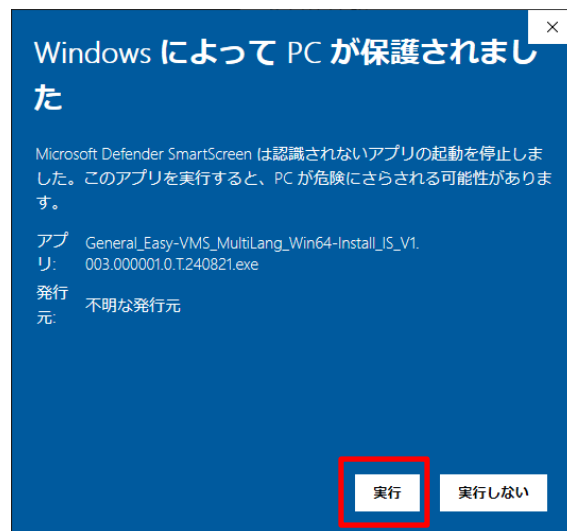 Windows によって PC が保護されまし
た
Microsoft Defender SmartScreen は認識されないアプリの起動を停止しま
した。このアプリを実行すると、PC が危険にさらされる可能性がありま
す。
アプ
リ:
General_Easy-VMS_MultiLang_Win64-Install_IS_V1.
003.000001.0.T.240821.exe
発行
元:
不明な発行元
実行
実行しない